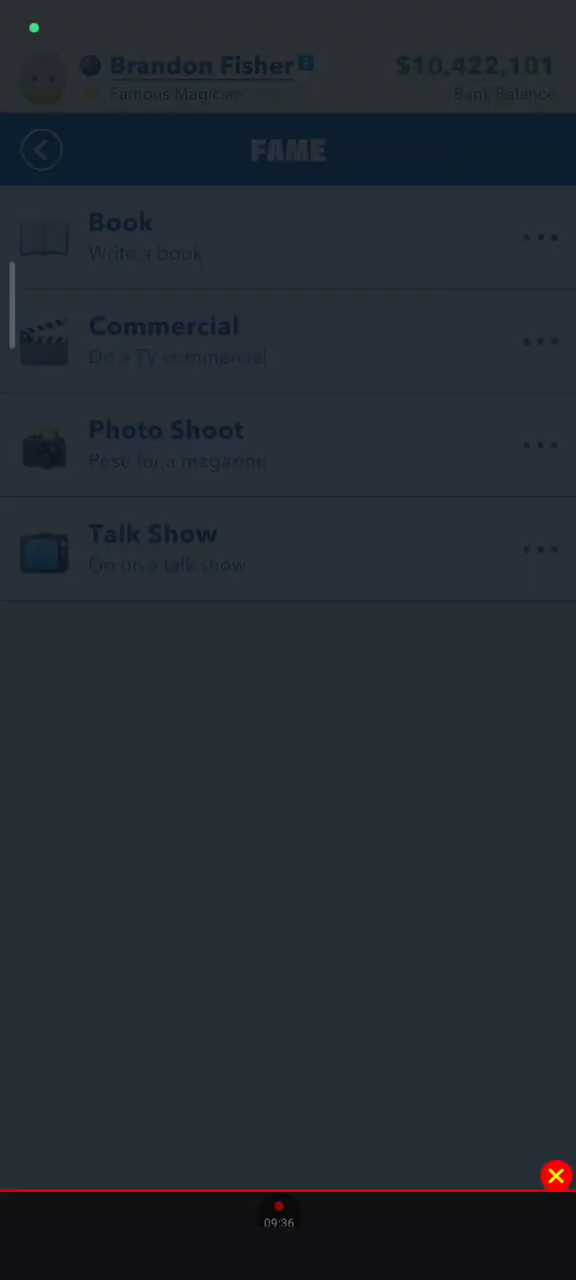 Brandon Fisher i
$10,422,101
Famous Magician
Bank Balance
FAME
Book
Write a book
Commercial
Do a TV commercial
Photo Shoot
Pose for a magazine
Talk Show
Go on a talk show
09:36